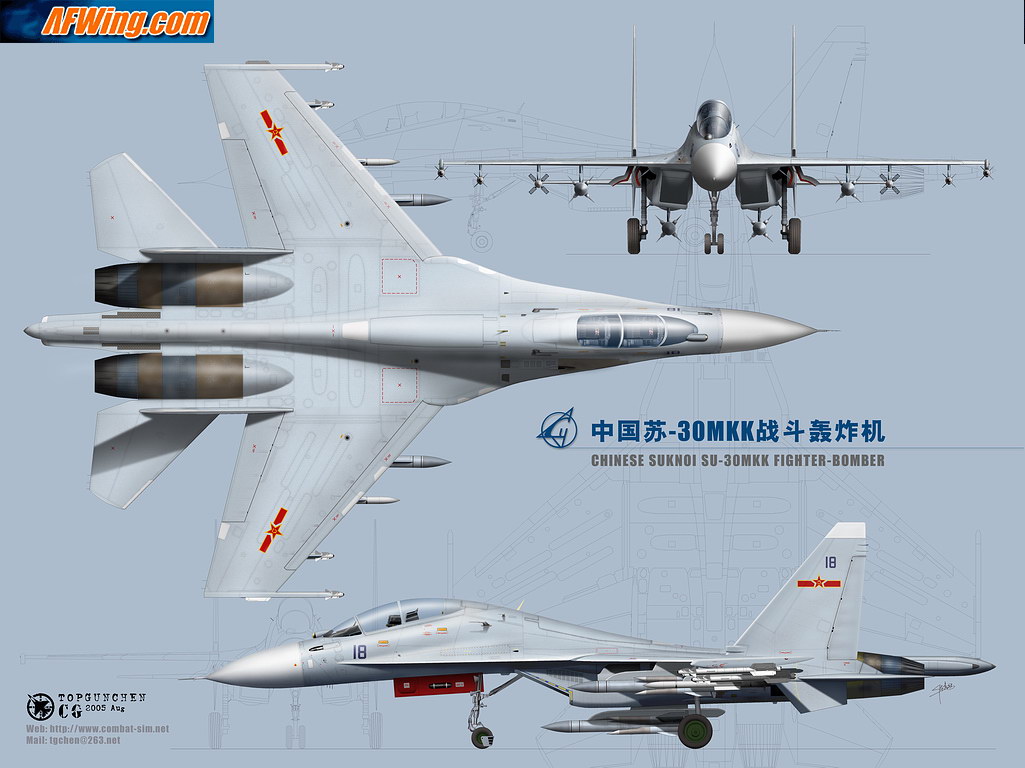 AFWing.com
中国苏-30MKK战斗轰炸机
CHINESE SUKNOI SU-30MKK FIGHTER-BOMBER
18
18
TOPGUNCHEN
CG 2005 Aug
Web: http://www.combat-sim.net
Mail: tgchen@263.net